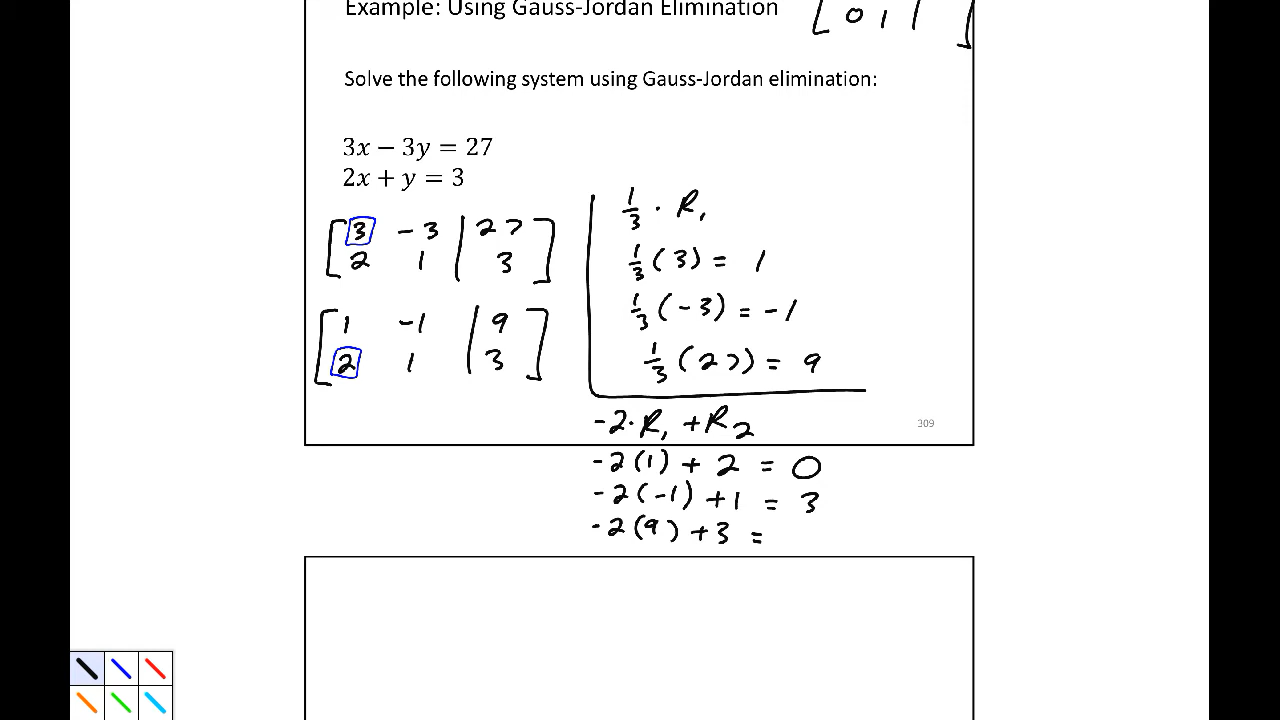 Example: Using Gauss-Jordan Elimination
0 1
Solve the following system using Gauss-Jordan elimination:
3x − 3y = 27
2x + y = 3
[ 3 -3 | 27 ]
[ 2 1 | 3 ]
[ 1 -1 | 9 ]
[ 2 1 | 3 ]
1/3 · R₁
1/3 (3) = 1
1/3 (-3) = -1
1/3 (27) = 9
-2·R₁ + R₂
309
-2(1) + 2 = 0
-2(-1) + 1 = 3
-2(9) + 3 =